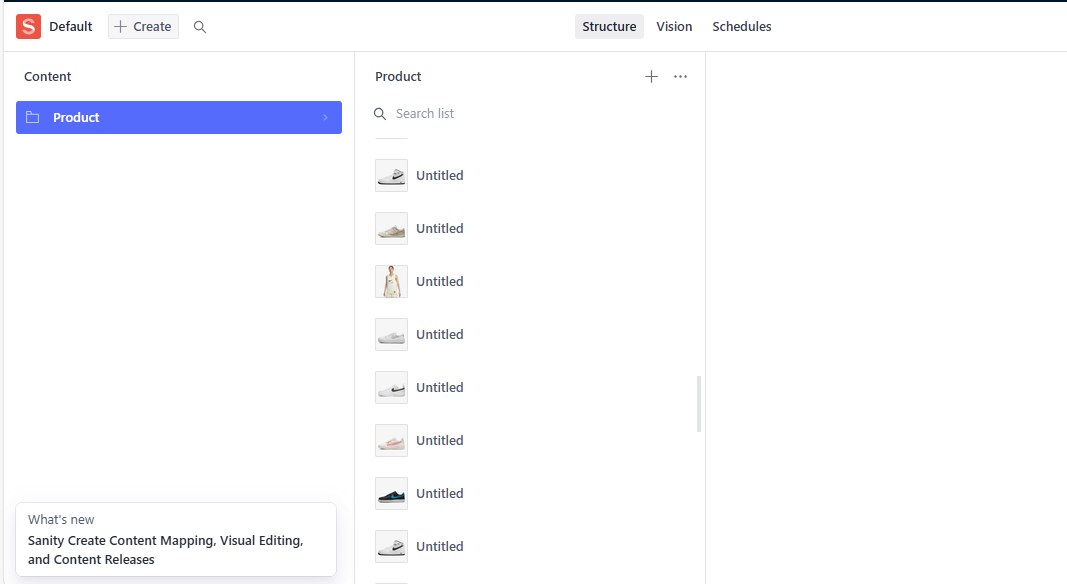 S Default + Create
Structure Vision Schedules
Content
Product
Product
Search list
Untitled
Untitled
Untitled
Untitled
Untitled
Untitled
Untitled
Untitled
What's new
Sanity Create Content Mapping, Visual Editing,
and Content Releases